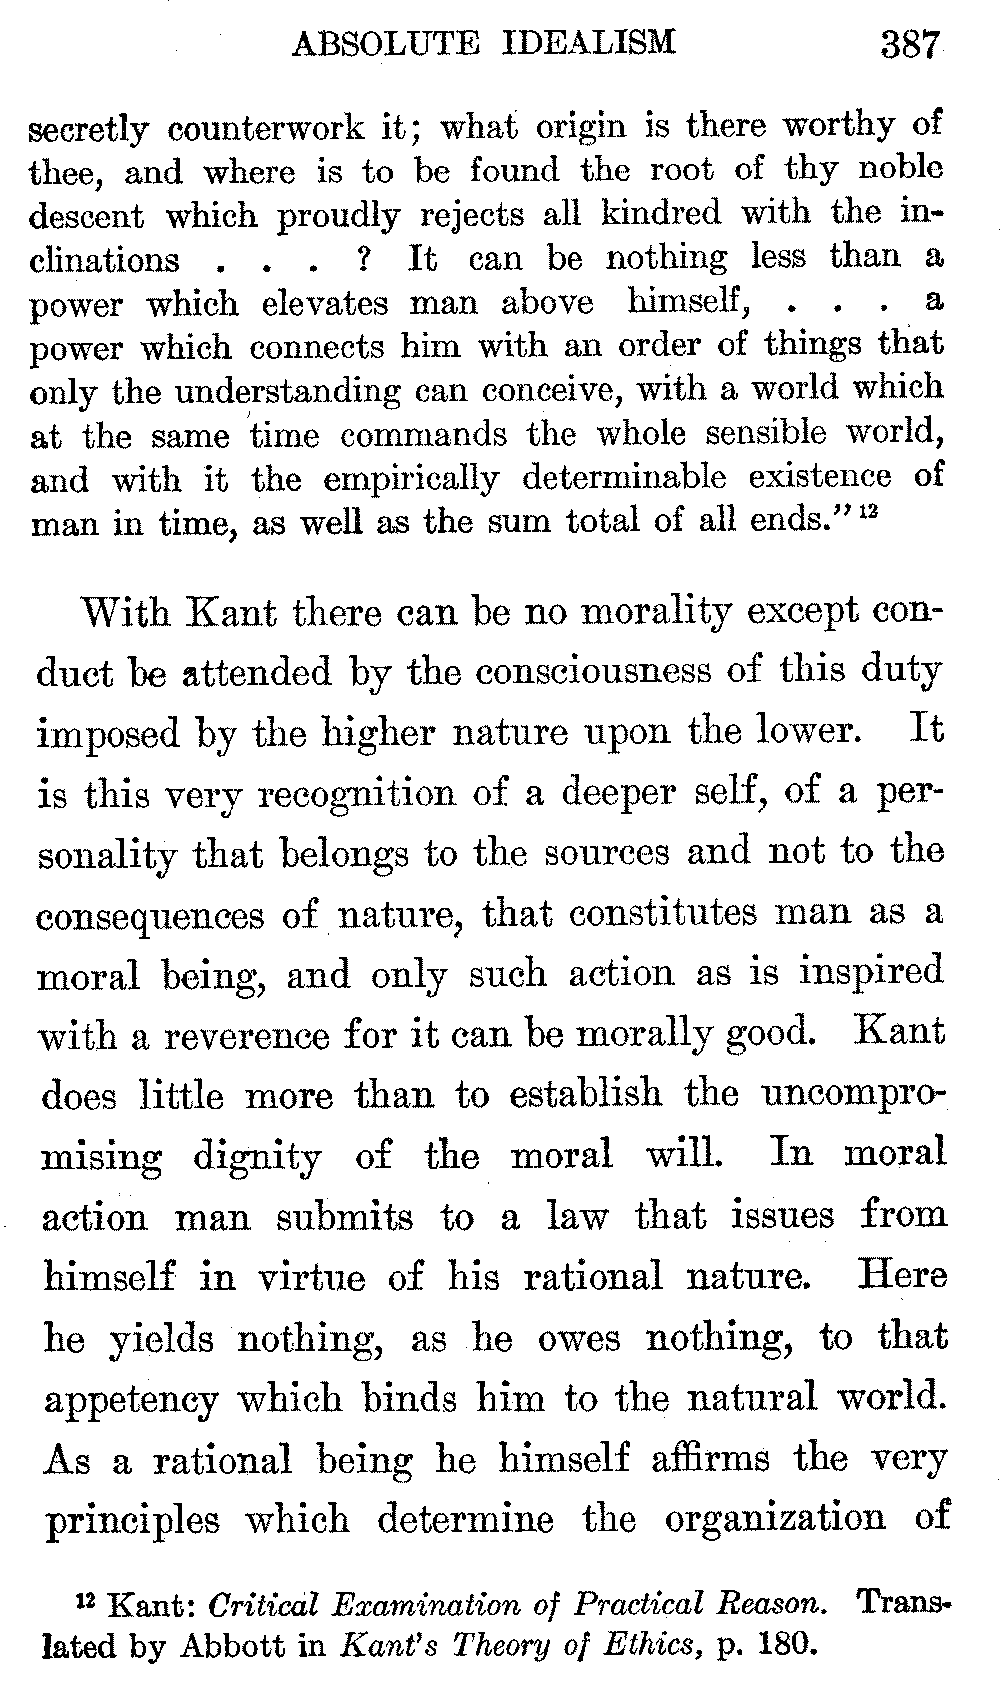 ABSOLUTE IDEALISM 387
secretly counterwork it; what origin is there worthy of
thee, and where is to be found the root of thy noble
descent which proudly rejects all kindred with the in-
clinations . . . ? It can be nothing less than a
power which elevates man above himself, . . . a
power which connects him with an order of things that
only the understanding can conceive, with a world which
at the same time commands the whole sensible world,
and with it the empirically determinable existence of
man in time, as well as the sum total of all ends." 12
With Kant there can be no morality except con-
duct be attended by the consciousness of this duty
imposed by the higher nature upon the lower. It
is this very recognition of a deeper self, of a per-
sonality that belongs to the sources and not to the
consequences of nature, that constitutes man as a
moral being, and only such action as is inspired
with a reverence for it can be morally good. Kant
does little more than to establish the uncompro-
mising dignity of the moral will. In moral
action man submits to a law that issues from
himself in virtue of his rational nature. Here
he yields nothing, as he owes nothing, to that
appetency which binds him to the natural world.
As a rational being he himself affirms the very
principles which determine the organization of
12 Kant: Critical Examination of Practical Reason. Trans-
lated by Abbott in Kant's Theory of Ethics, p. 180.